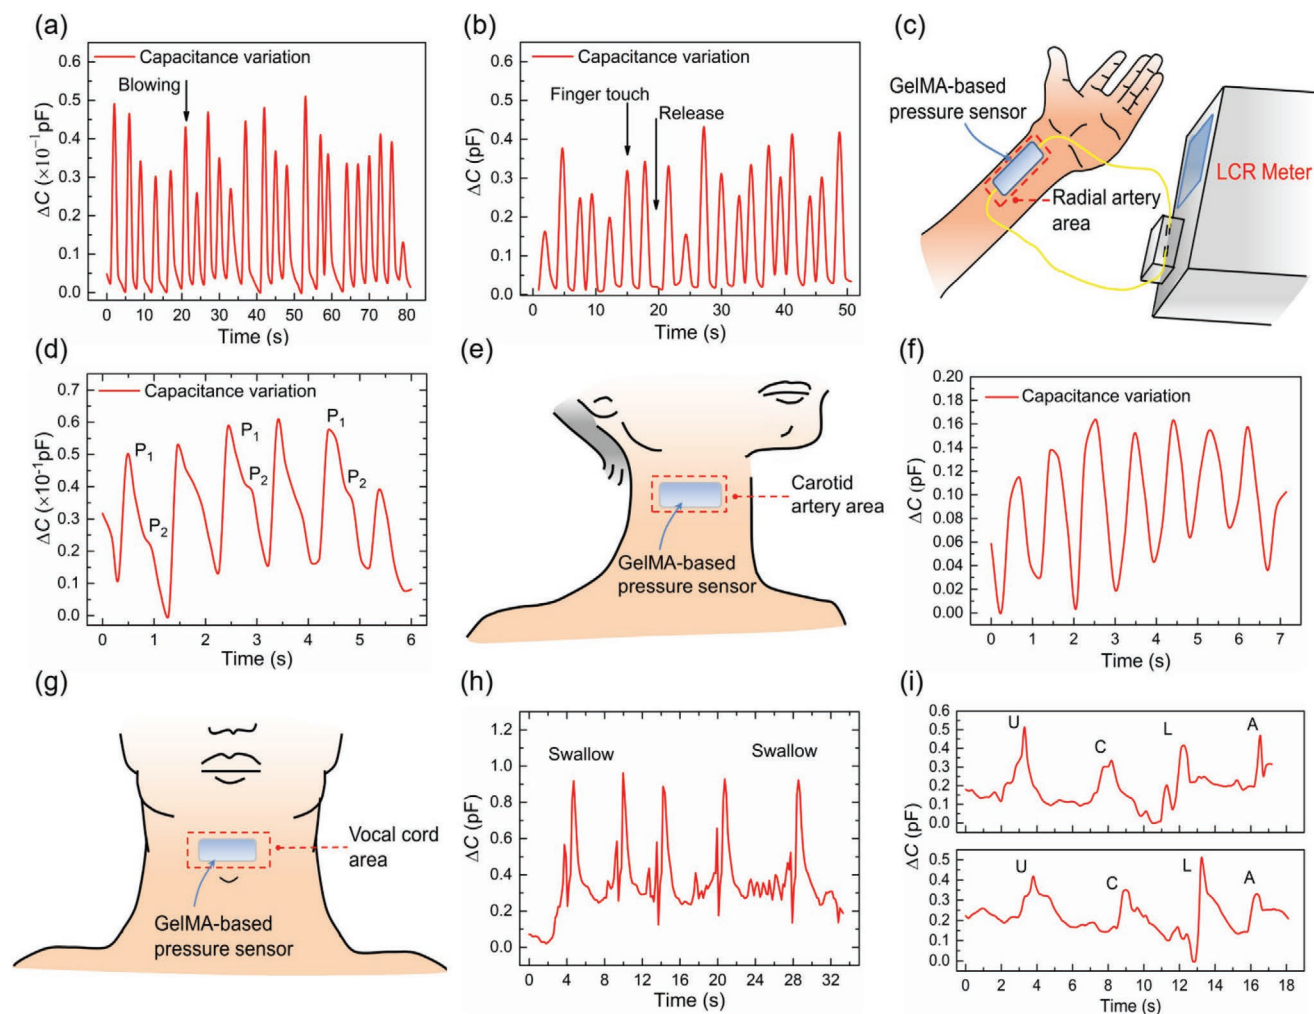 (a)
Capacitance variation
Blowing
0.6
0.5
0.4
0.3
0.2
0.1
0.0
ΔC (×10⁻¹pF)
0 10 20 30 40 50 60 70 80
Time (s)
(b)
Capacitance variation
Finger touch
Release
0.6
0.5
0.4
0.3
0.2
0.1
0.0
ΔC (pF)
0 10 20 30 40 50
Time (s)
(c)
GelMA-based
pressure sensor
LCR Meter
Radial artery
area
(d)
Capacitance variation
P₁
P₂
P₁
P₂
P₁
P₂
0.7
0.6
0.4
0.3
0.1
0.0
ΔC (×10⁻¹pF)
0 1 2 3 4 5 6
Time (s)
(e)
Carotid
artery area
GelMA-based
pressure sensor
(f)
Capacitance variation
0.20
0.18
0.16
0.14
0.12
0.10
0.08
0.06
0.04
0.02
0.00
ΔC (pF)
0 1 2 3 4 5 6 7
Time (s)
(g)
Vocal cord
area
GelMA-based
pressure sensor
(h)
Swallow
Swallow
1.2
1.0
0.8
0.6
0.4
0.2
0.0
ΔC (pF)
0 4 8 12 16 20 24 28 32
Time (s)
(i)
U
C
L
A
0.6
0.5
0.4
0.3
0.2
0.1
0.0
ΔC (pF)
U
C
L
A
0.5
0.4
0.3
0.2
0.1
0.0
0 2 4 6 8 10 12 14 16 18
Time (s)